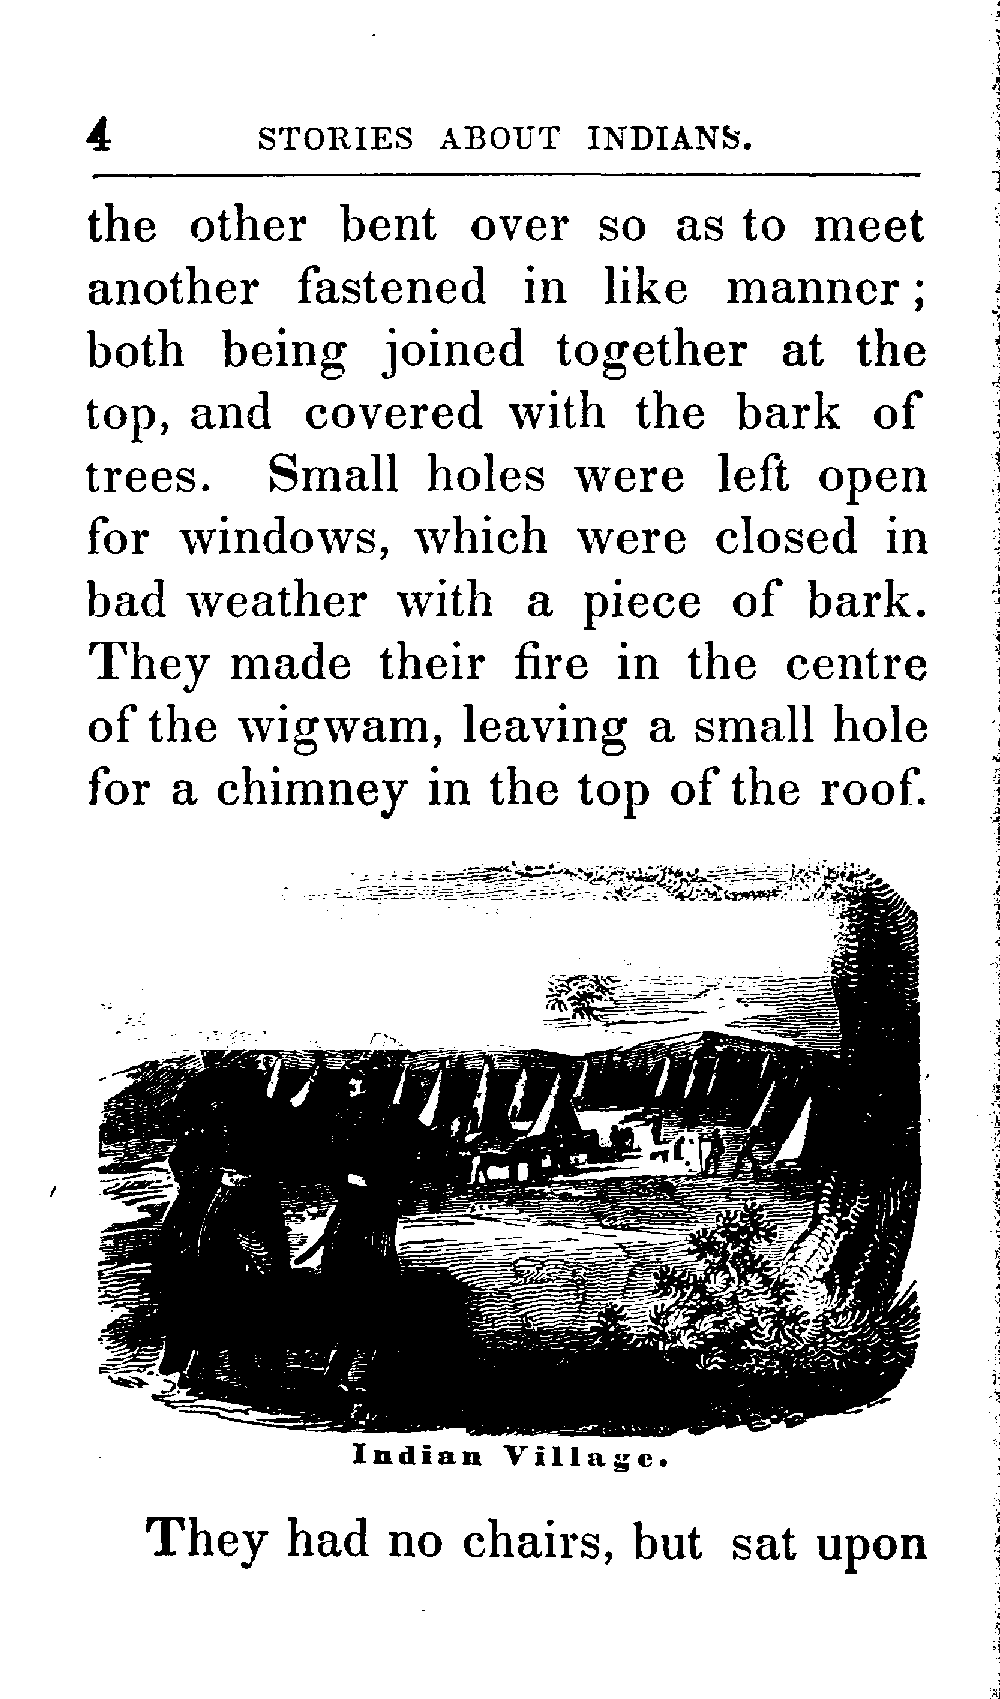 4 STORIES ABOUT INDIANS.
the other bent over so as to meet
another fastened in like manner;
both being joined together at the
top, and covered with the bark of
trees. Small holes were left open
for windows, which were closed in
bad weather with a piece of bark.
They made their fire in the centre
of the wigwam, leaving a small hole
for a chimney in the top of the roof.
Indian Village.
They had no chairs, but sat upon